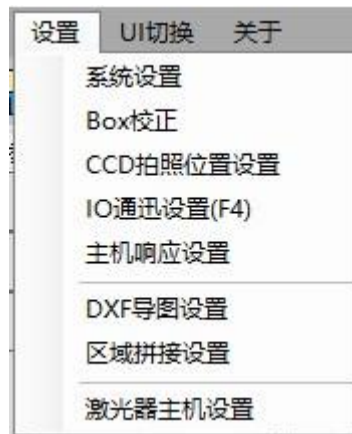 设置 UI切换 关于
系统设置
Box校正
CCD拍照位置设置
IO通讯设置(F4)
主机响应设置
DXF导图设置
区域拼接设置
激光器主机设置